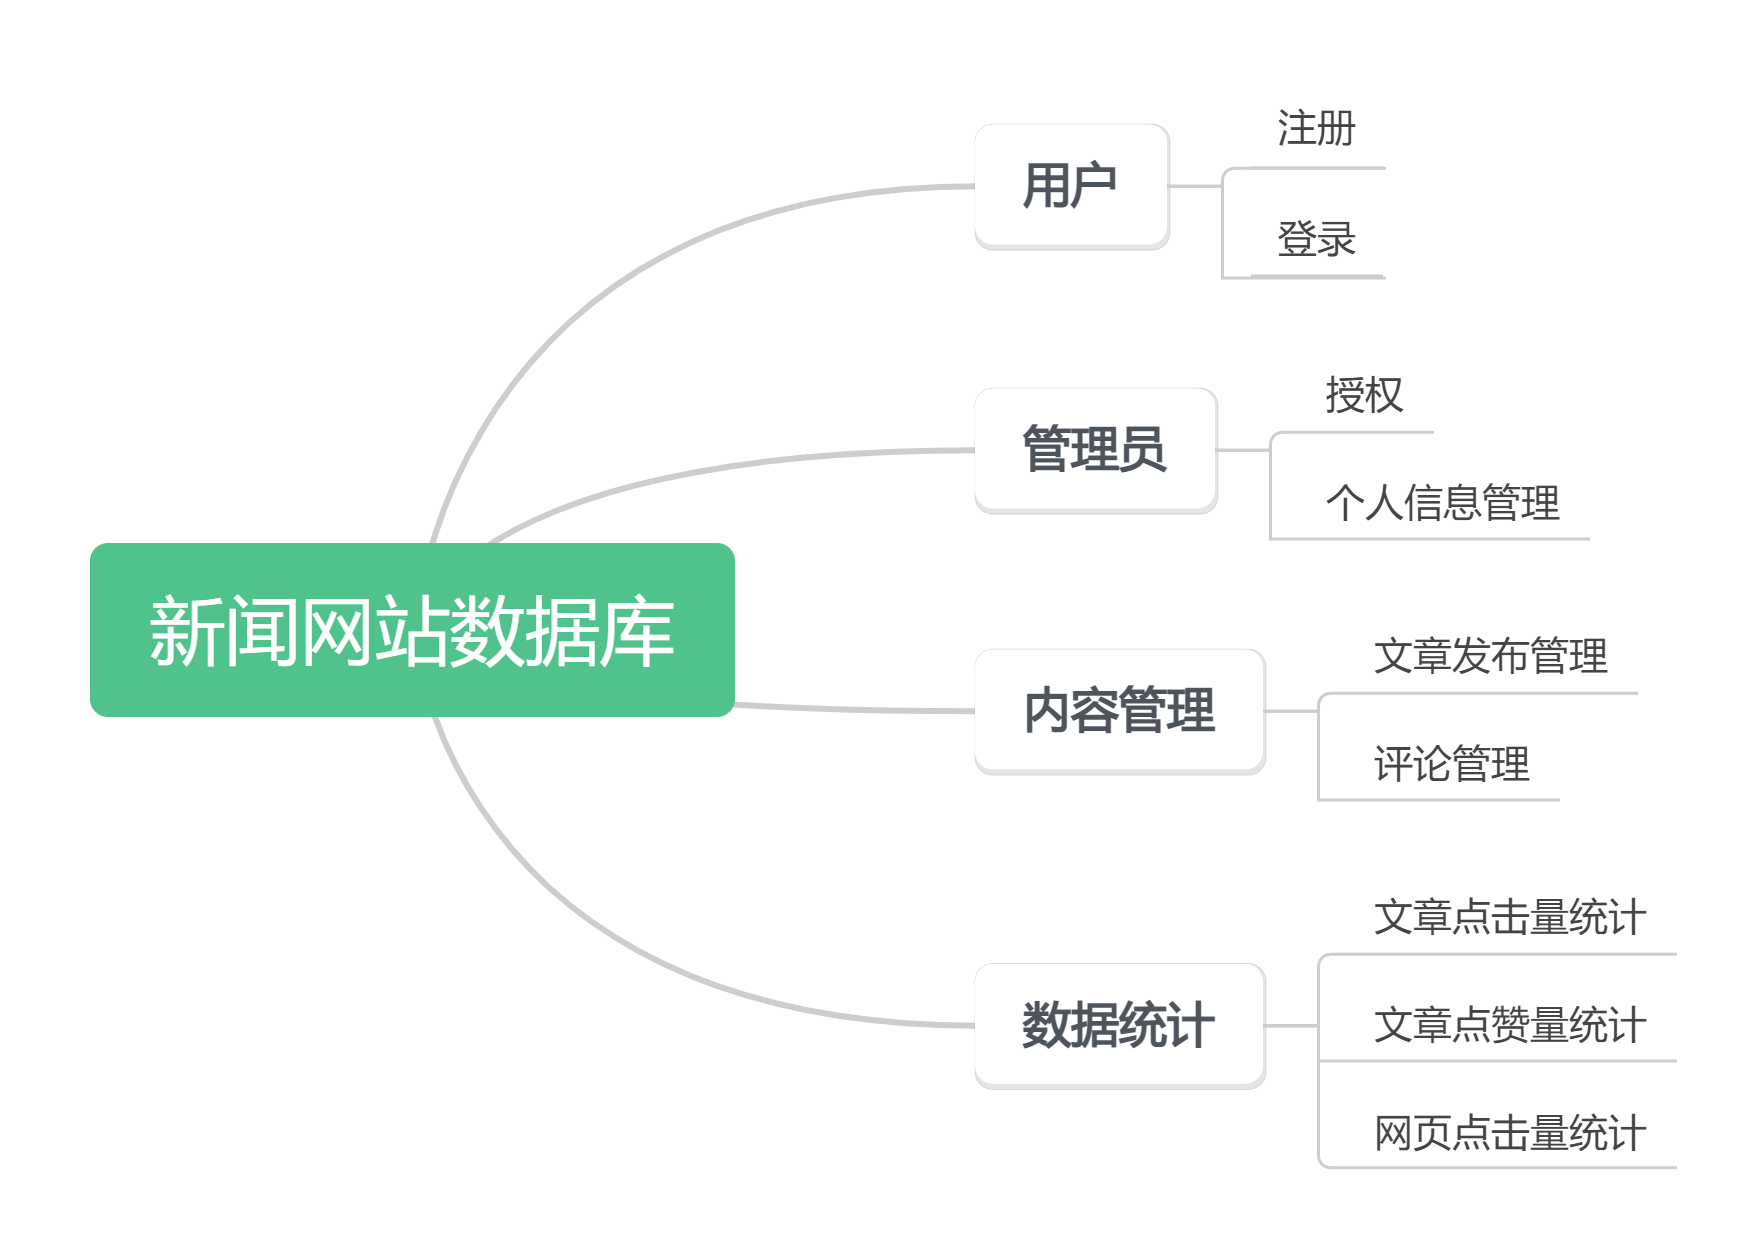 新闻网站数据库
用户
注册
登录
管理员
授权
个人信息管理
内容管理
文章发布管理
评论管理
数据统计
文章点击量统计
文章点赞量统计
网页点击量统计